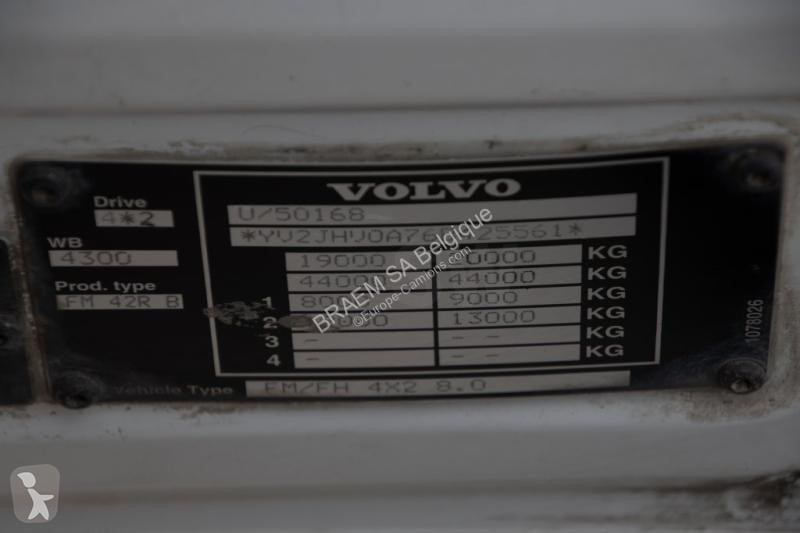 VOLVO
Drive
4*2
U/50168
WB
4300
19000 KG
44000 44000 KG
Prod. type
FM 42R B
1 9000 KG
2 13000 KG
3 - - - KG
4 - - - KG
Vehicle Type FM/FH 4X2 8.0
1078026
BRAEM SA Belgique
©Europe-Camions.com